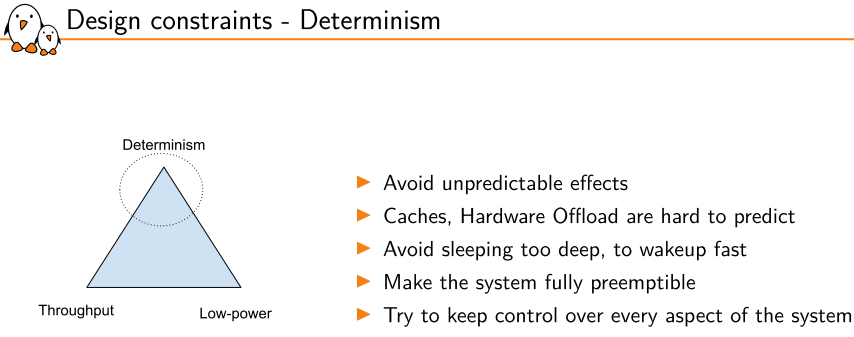 Design constraints - Determinism
Determinism
Throughput
Low-power
Avoid unpredictable effects
Caches, Hardware Offload are hard to predict
Avoid sleeping too deep, to wakeup fast
Make the system fully preemptible
Try to keep control over every aspect of the system